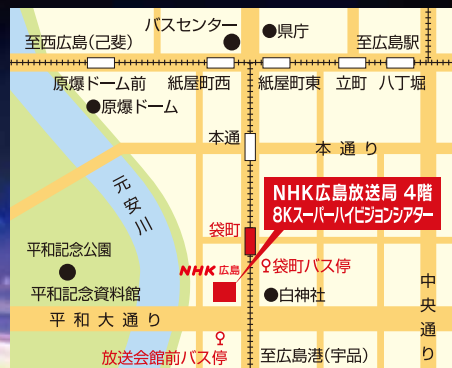 バスセンター
県庁
至西広島(己斐)
至広島駅
原爆ドーム前
紙屋町西
紙屋町東
立町
八丁堀
原爆ドーム
本通
本通り
元安川
NHK広島放送局 4階
8Kスーパーハイビジョンシアター
袋町
平和記念公園
NHK広島
袋町バス停
平和記念資料館
白神社
中央通り
平和大通り
放送会館前バス停
至広島港(宇品)